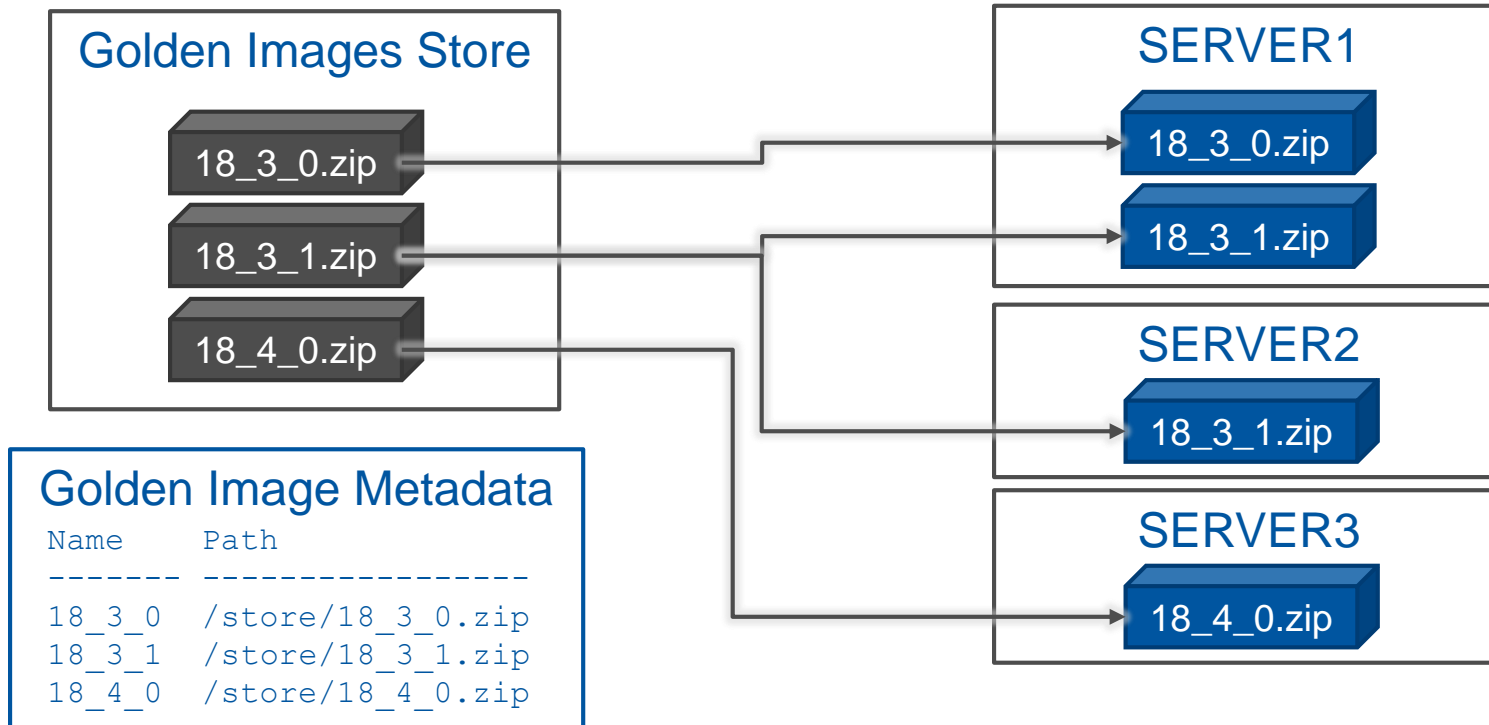 Golden Images Store
18_3_0.zip
18_3_1.zip
18_4_0.zip
Golden Image Metadata
Name Path
------- -----------------
18_3_0 /store/18_3_0.zip
18_3_1 /store/18_3_1.zip
18_4_0 /store/18_4_0.zip
SERVER1
18_3_0.zip
18_3_1.zip
SERVER2
18_3_1.zip
SERVER3
18_4_0.zip